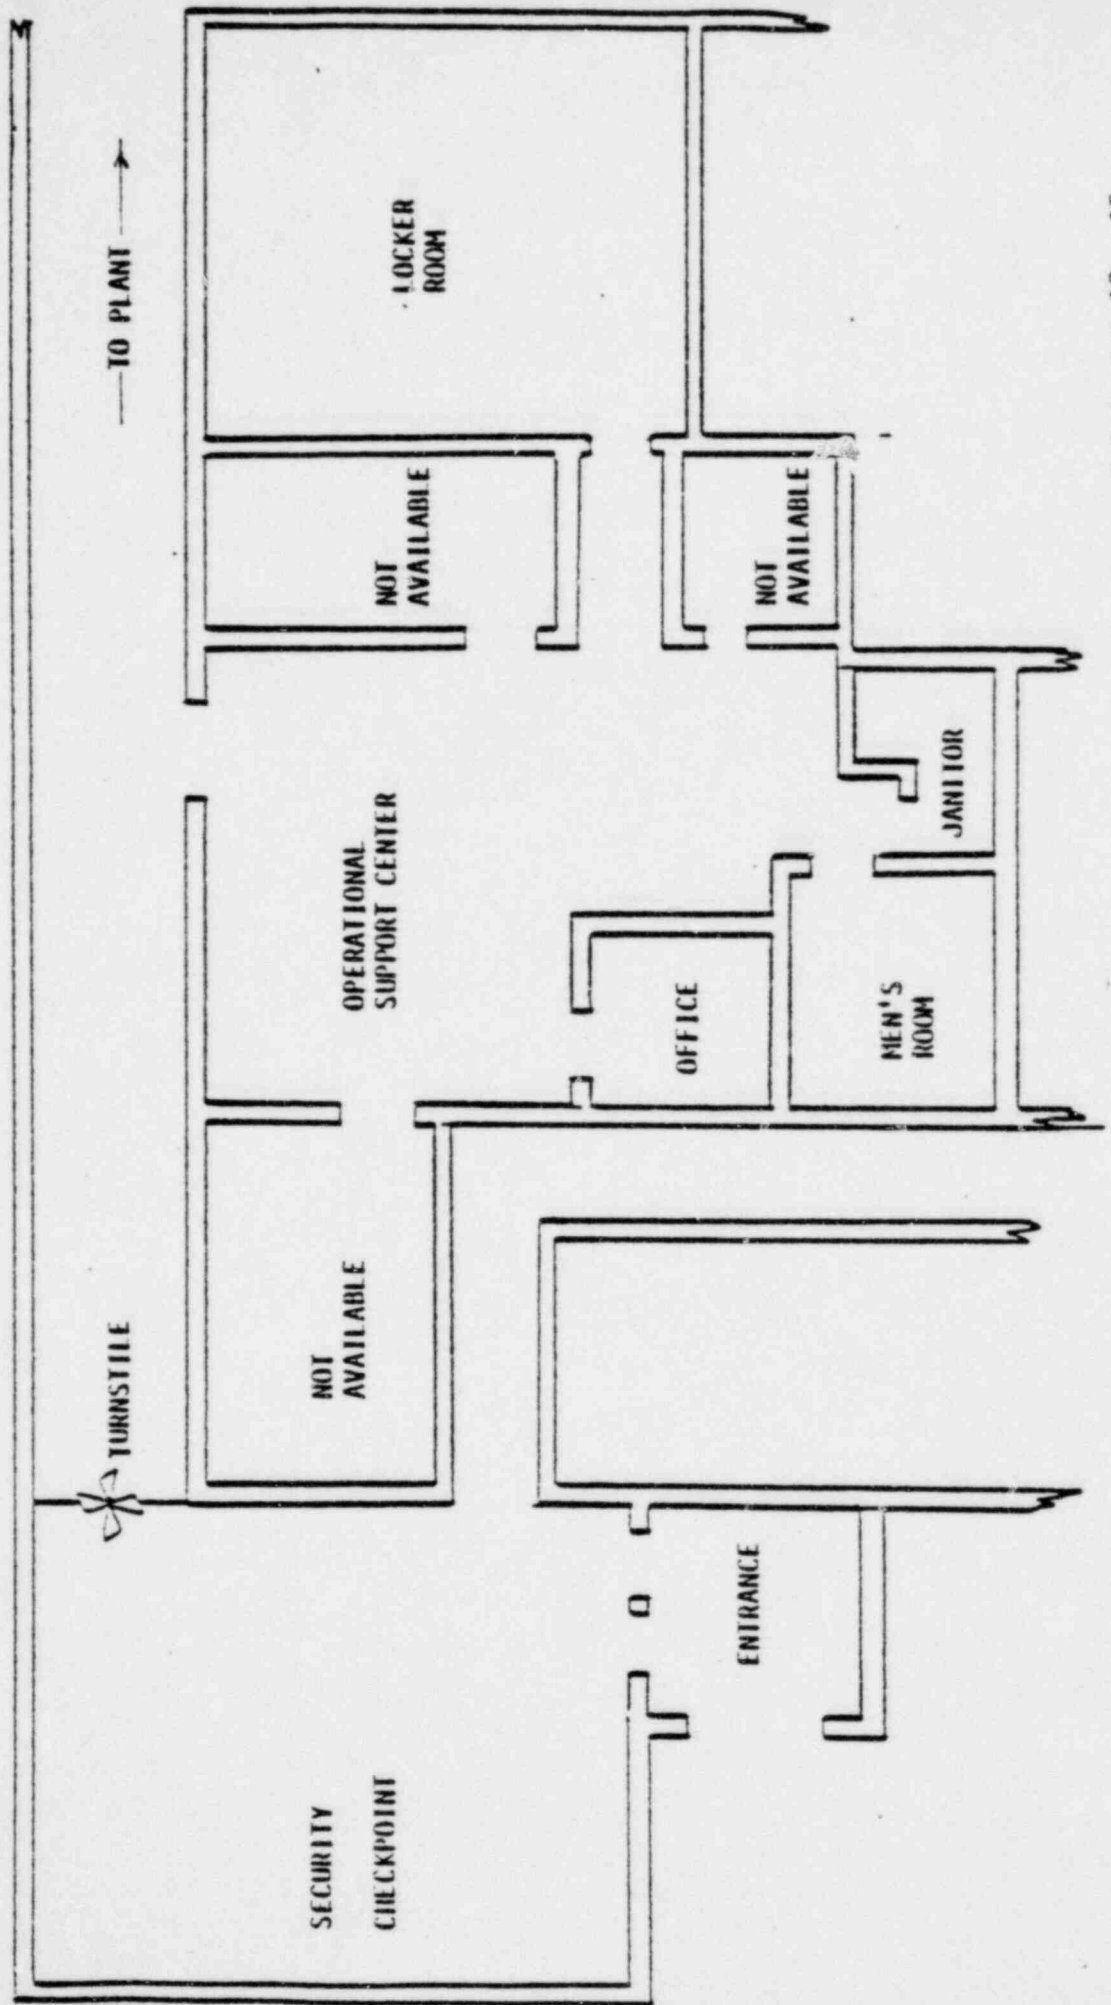 TO PLANT
TURNSTILE
LOCKER
ROOM
NOT
AVAILABLE
NOT
AVAILABLE
OPERATIONAL
SUPPORT CENTER
JANITOR
OFFICE
MEN'S
ROOM
NOT
AVAILABLE
ENTRANCE
SECURITY
CHECKPOINT